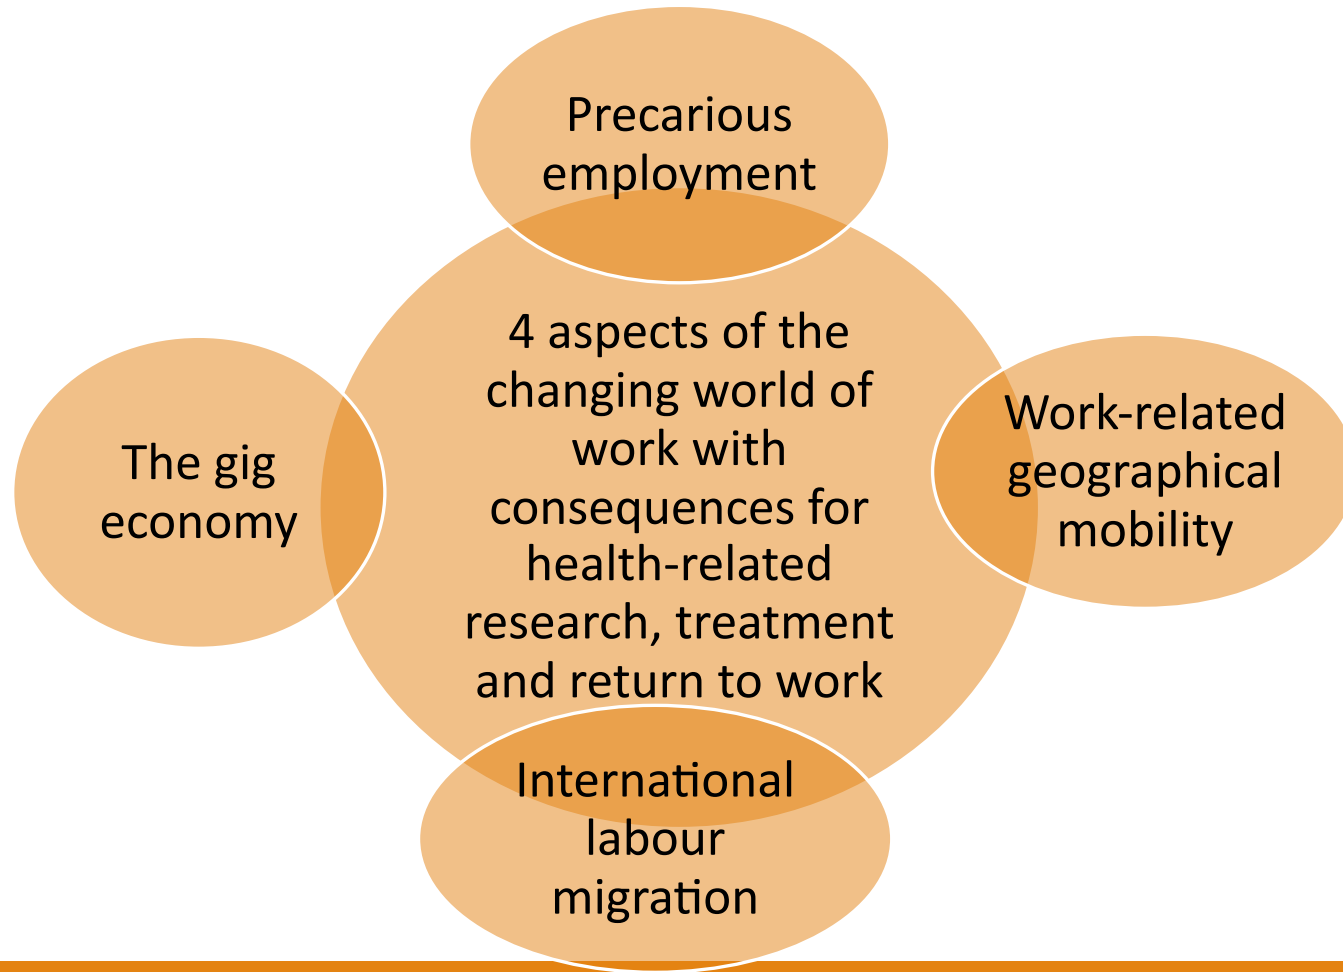 Precarious
employment
4 aspects of the
changing world of
work with
consequences for
health-related
research, treatment
and return to work
The gig
economy
Work-related
geographical
mobility
International
labour
migration